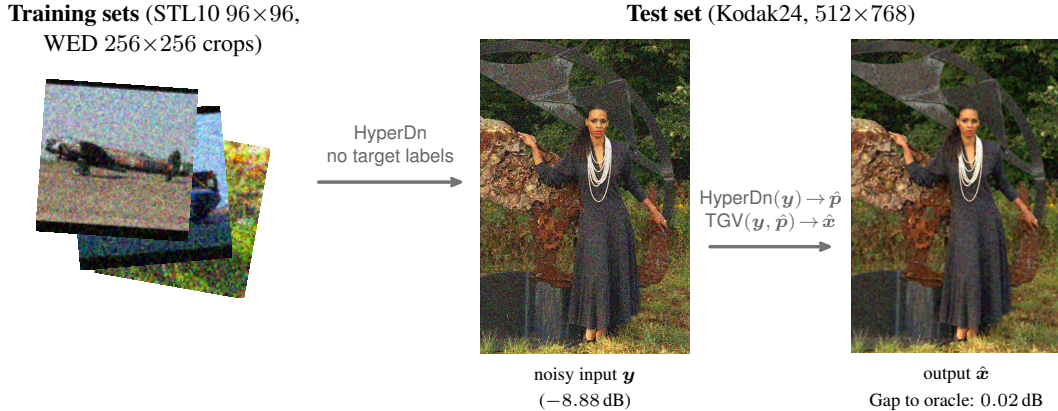 Training sets (STL10 96×96,
WED 256×256 crops)
Test set (Kodak24, 512×768)
HyperDn
no target labels
HyperDn(y)→p̂
TGV(y, p̂)→x̂
noisy input y
(−8.88 dB)
output x̂
Gap to oracle: 0.02 dB